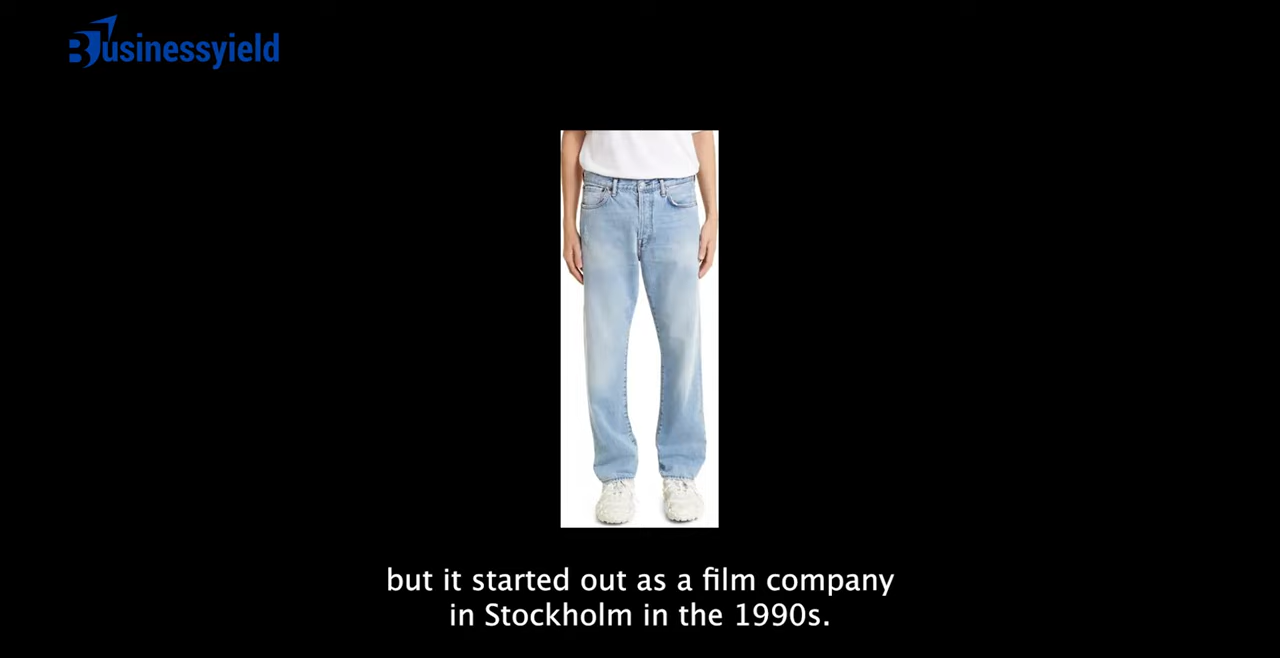 Businessyield
but it started out as a film company
in Stockholm in the 1990s.